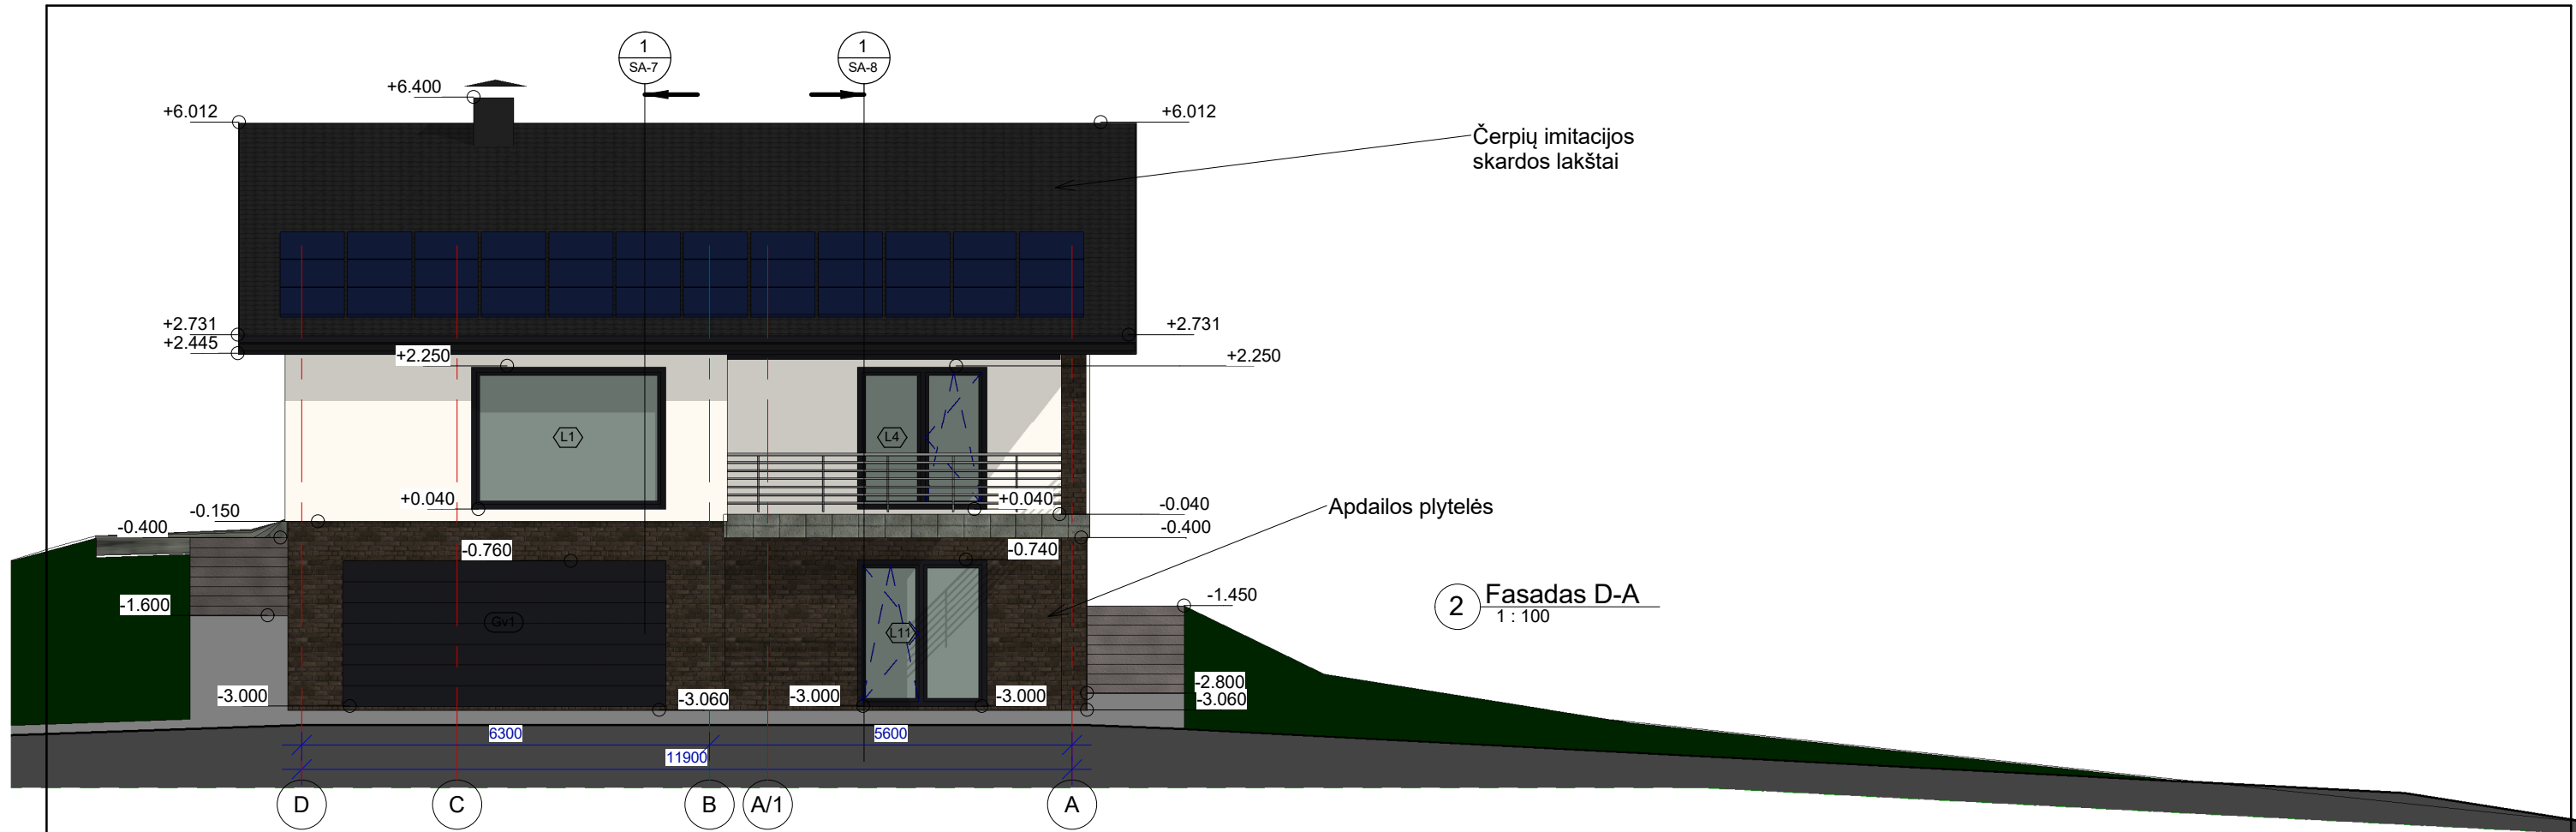 1
SA-7
1
SA-8
+6.400
+6.012
+6.012
Čerpių imitacijos
skardos lakštai
+2.731
+2.445
+2.731
+2.250
+2.250
L1
L4
+0.040
+0.040
-0.150
-0.040
-0.400
-0.400
Apdailos plytelės
-0.760
-0.740
-1.600
-1.450
Gv1
L11
2
Fasadas D-A
1 : 100
-3.000
-3.060
-3.000
-3.000
-2.800
-3.060
6300
5600
11900
D
C
B
A/1
A